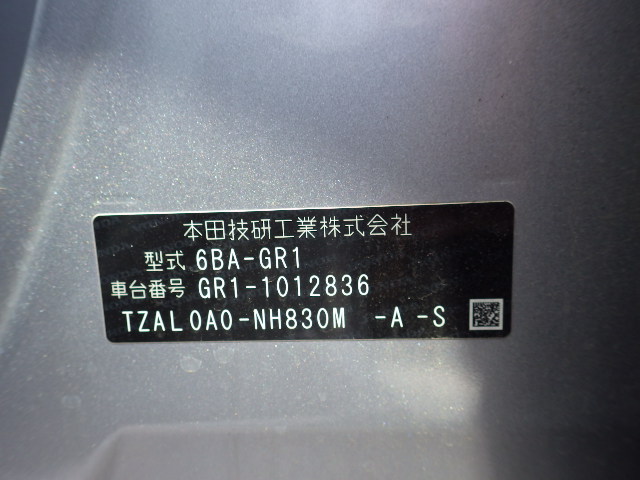 本田技研工業株式会社
型式 6BA-GR1
車台番号 GR1-1012836
TZAL0A0-NH830M -A -S